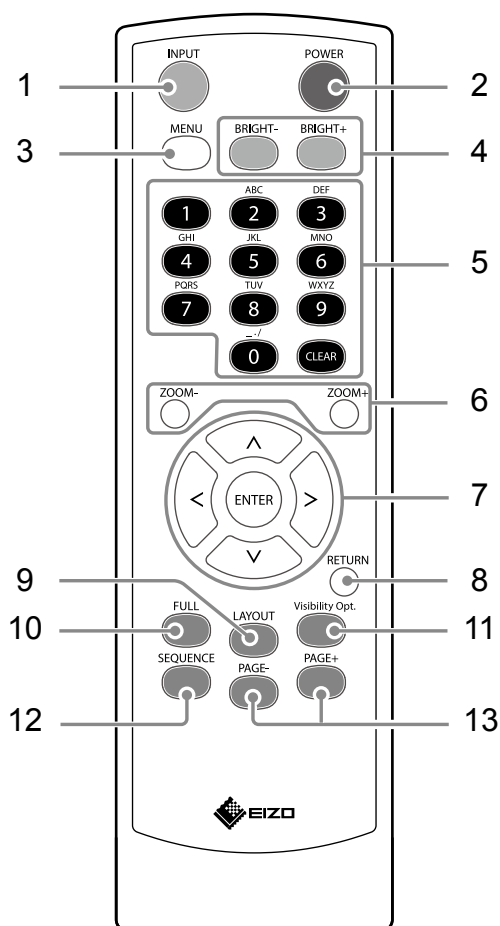 INPUT POWER
1 2
MENU BRIGHT- BRIGHT+
3 4
ABC DEF
1 2 3
GHI JKL MNO
4 5 6 5
PQRS TUV WXYZ
7 8 9
_ . /
0 CLEAR
ZOOM- ZOOM+
6
ENTER
7
RETURN
9 8
FULL LAYOUT Visibility Opt.
10 11
SEQUENCE PAGE- PAGE+
12 13
EIZO